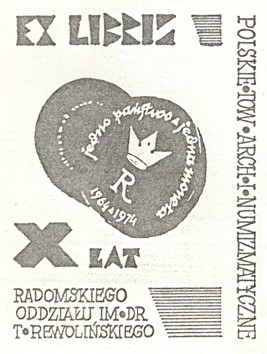 EX LIBRIS
POLSKIE•TOW•ARCH•I•NUMIZMATYCZNE
jedno państwo•jedna moneta
R
1964•1974
X LAT
RADOMSKIEGO
ODDZIAŁU IM•DR
T•REWOLIŃSKIEGO